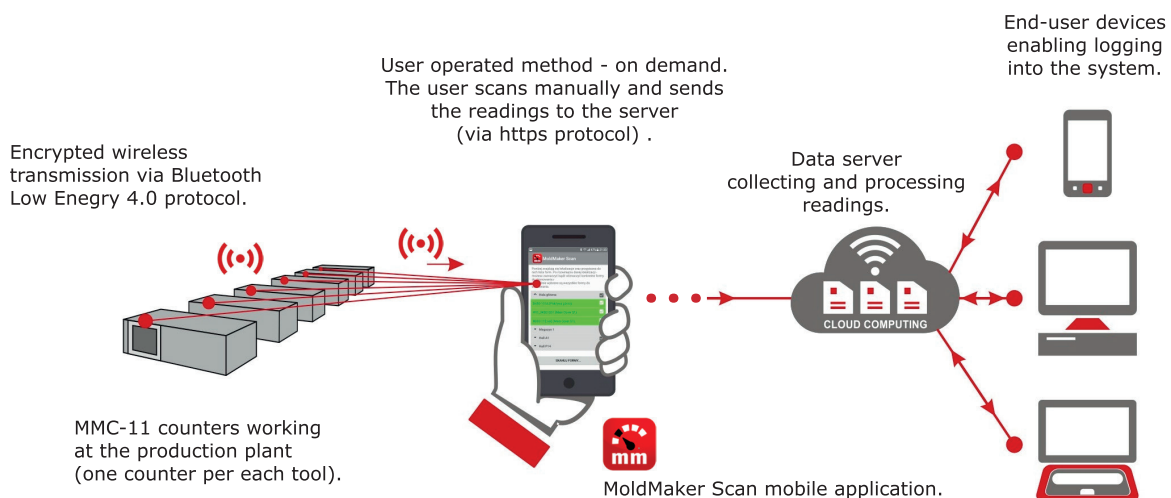 End-user devices
enabling logging
into the system.
User operated method - on demand.
The user scans manually and sends
the readings to the server
(via https protocol) .
Encrypted wireless
transmission via Bluetooth
Low Enegry 4.0 protocol.
Data server
collecting and processing
readings.
MoldMaker Scan
CLOUD COMPUTING
MMC-11 counters working
at the production plant
(one counter per each tool).
mm
MoldMaker Scan mobile application.